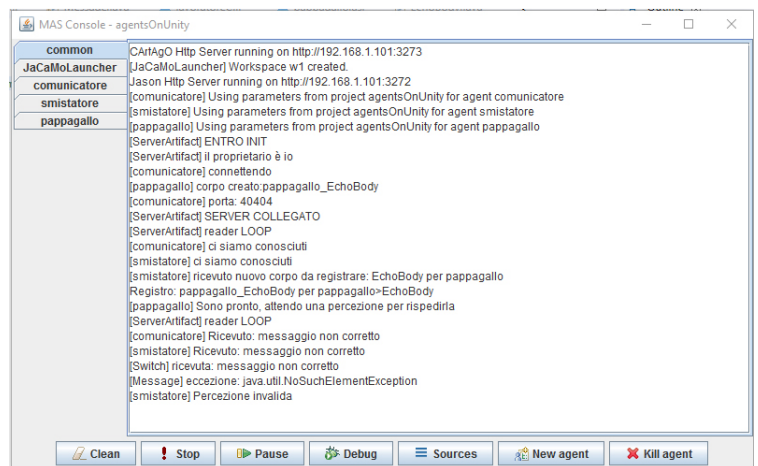 MAS Console - agentsOnUnity
common
JaCaMoLauncher
comunicatore
smistatore
pappagallo
CArtAgO Http Server running on http://192.168.1.101:3273
[JaCaMoLauncher] Workspace w1 created.
Jason Http Server running on http://192.168.1.101:3272
[comunicatore] Using parameters from project agentsOnUnity for agent comunicatore
[smistatore] Using parameters from project agentsOnUnity for agent smistatore
[pappagallo] Using parameters from project agentsOnUnity for agent pappagallo
[ServerArtifact] ENTRO INIT
[ServerArtifact] il proprietario è io
[comunicatore] connettendo
[pappagallo] corpo creato:pappagallo_EchoBody
[comunicatore] porta: 40404
[ServerArtifact] SERVER COLLEGATO
[ServerArtifact] reader LOOP
[comunicatore] ci siamo conosciuti
[smistatore] ci siamo conosciuti
[smistatore] ricevuto nuovo corpo da registrare: EchoBody per pappagallo
Registro: pappagallo_EchoBody per pappagallo>EchoBody
[pappagallo] Sono pronto, attendo una percezione per rispedirla
[ServerArtifact] reader LOOP
[comunicatore] Ricevuto: messaggio non corretto
[smistatore] Ricevuto: messaggio non corretto
[Switch] ricevuta: messaggio non corretto
[Message] eccezione: java.util.NoSuchElementException
[smistatore] Percezione invalida
Clean Stop Pause Debug Sources New agent Kill agent